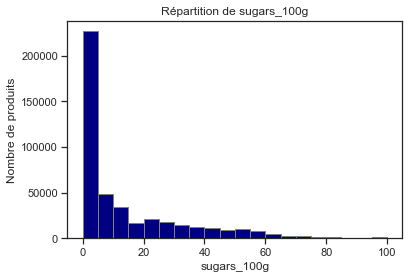 Répartition de sugars_100g
Nombre de produits
200000
150000
100000
50000
0
0 20 40 60 80 100
sugars_100g